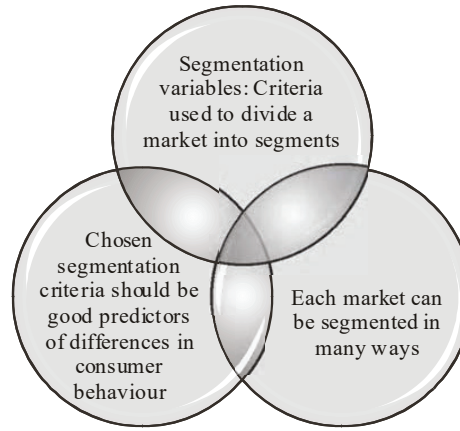 Segmentation
variables: Criteria
used to divide a
market into segments
Chosen
segmentation
criteria should be
good predictors
of differences in
consumer
behaviour
Each market can
be segmented in
many ways